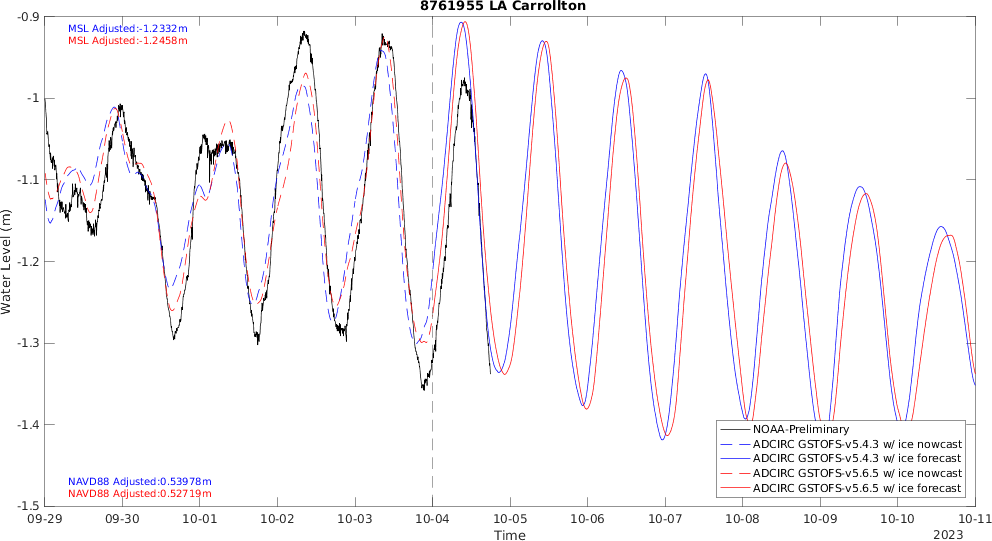 8761955 LA Carrollton
MSL Adjusted:-1.2332m
MSL Adjusted:-1.2458m
-0.9
-1
-1.1
-1.2
-1.3
-1.4
-1.5
Water Level (m)
NAVD88 Adjusted:0.53978m
NAVD88 Adjusted:0.52719m
NOAA-Preliminary
ADCIRC GSTOFS-v5.4.3 w/ ice nowcast
ADCIRC GSTOFS-v5.4.3 w/ ice forecast
ADCIRC GSTOFS-v5.6.5 w/ ice nowcast
ADCIRC GSTOFS-v5.6.5 w/ ice forecast
09-29 09-30 10-01 10-02 10-03 10-04 10-05 10-06 10-07 10-08 10-09 10-10 10-11
Time
2023